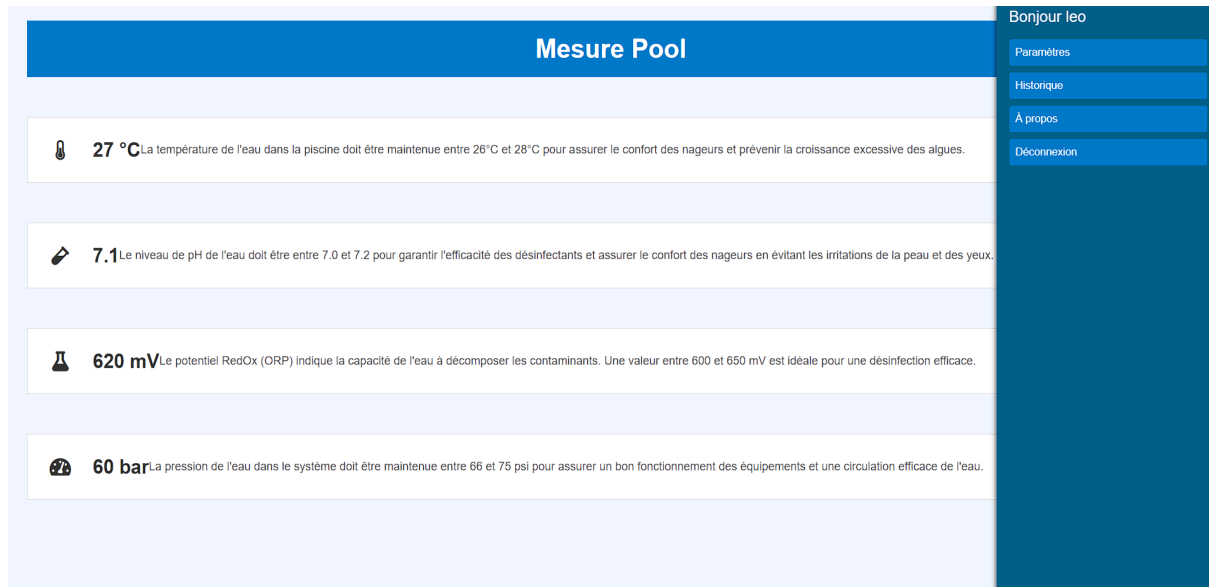 Mesure Pool
27 °C La température de l'eau dans la piscine doit être maintenue entre 26°C et 28°C pour assurer le confort des nageurs et prévenir la croissance excessive des algues.
7.1 Le niveau de pH de l'eau doit être entre 7.0 et 7.2 pour garantir l'efficacité des désinfectants et assurer le confort des nageurs en évitant les irritations de la peau et des yeux.
620 mV Le potentiel RedOx (ORP) indique la capacité de l'eau à décomposer les contaminants. Une valeur entre 600 et 650 mV est idéale pour une désinfection efficace.
60 bar La pression de l'eau dans le système doit être maintenue entre 66 et 75 psi pour assurer un bon fonctionnement des équipements et une circulation efficace de l'eau.
Bonjour leo
Paramètres
Historique
À propos
Déconnexion